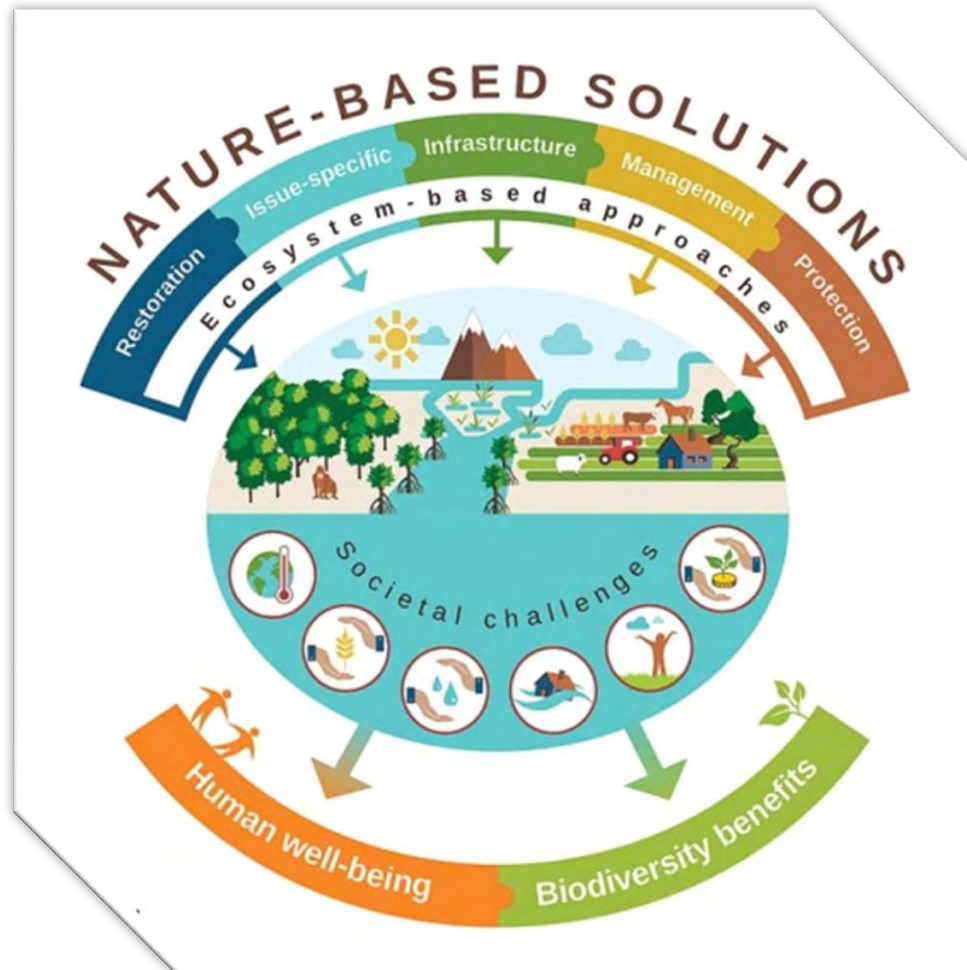 NATURE-BASED SOLUTIONS
Restoration
Issue-specific
Infrastructure
Management
Protection
Ecosystem-based approaches
Societal challenges
Human well-being
Biodiversity benefits